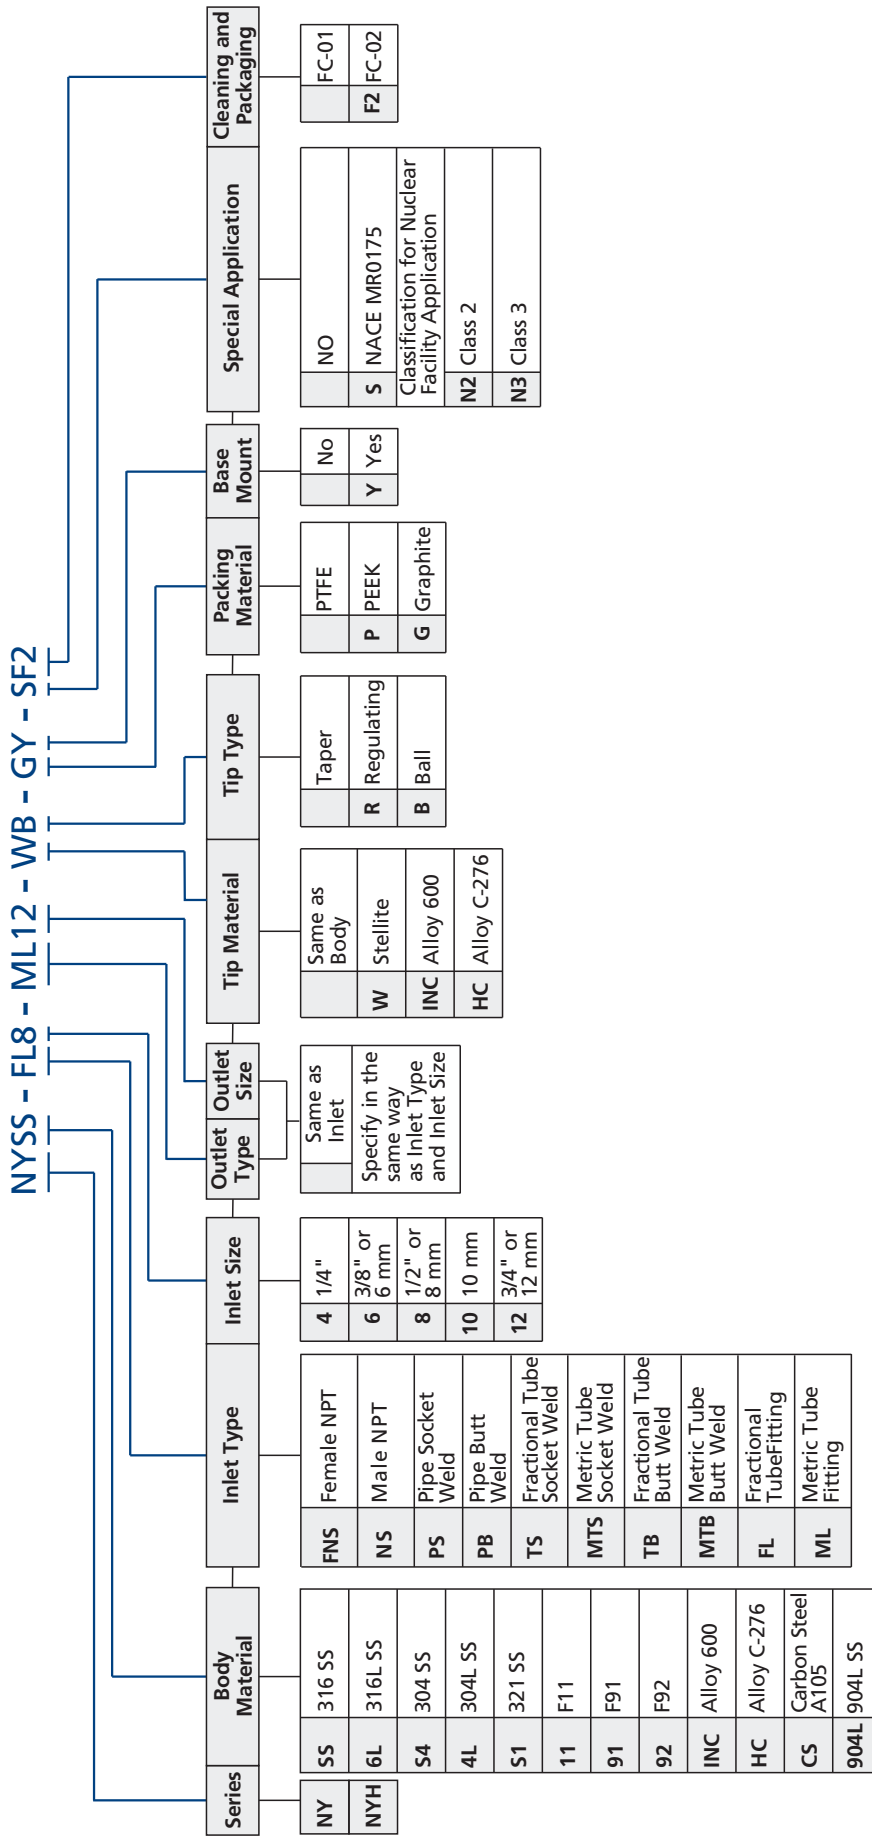 NYSS - FL8 - ML12 - WB - GY - SF2
Series
NY
NYH
Body
Material
SS 316 SS
6L 316L SS
S4 304 SS
4L 304L SS
S1 321 SS
11 F11
91 F91
92 F92
INC Alloy 600
HC Alloy C-276
CS Carbon Steel
A105
904L 904L SS
Inlet Type
FNS Female NPT
NS Male NPT
PS Pipe Socket
Weld
PB Pipe Butt
Weld
TS Fractional Tube
Socket Weld
MTS Metric Tube
Socket Weld
TB Fractional Tube
Butt Weld
MTB Metric Tube
Butt Weld
FL Fractional
TubeFitting
ML Metric Tube
Fitting
Inlet Size
4 1/4"
6 3/8" or
6 mm
8 1/2" or
8 mm
10 10 mm
12 3/4" or
12 mm
Outlet
Type
Outlet
Size
Same as
Inlet
Specify in the
same way
as Inlet Type
and Inlet Size
Tip Material
Same as
Body
W Stellite
INC Alloy 600
HC Alloy C-276
Tip Type
Taper
R Regulating
B Ball
Packing
Material
PTFE
P PEEK
G Graphite
Base
Mount
No
Y Yes
Special Application
NO
S NACE MR0175
Classification for Nuclear
Facility Application
N2 Class 2
N3 Class 3
Cleaning and
Packaging
FC-01
F2 FC-02